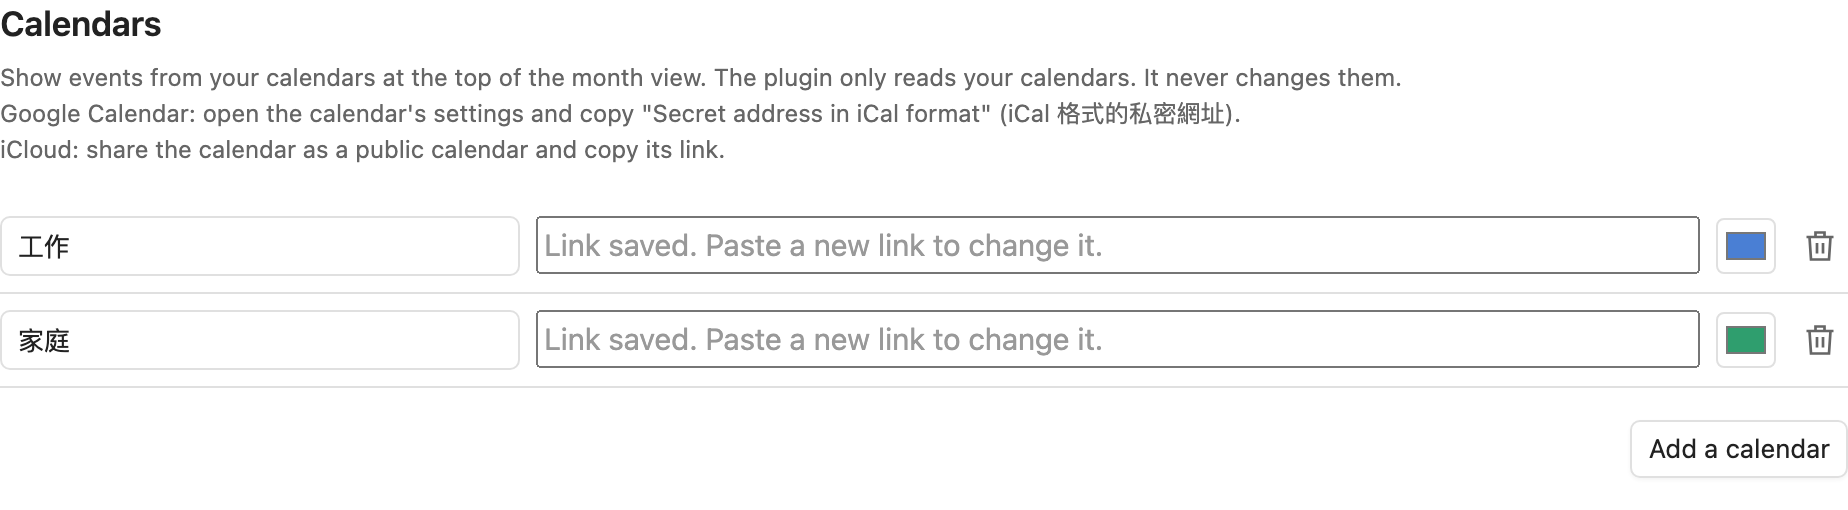 Calendars
Show events from your calendars at the top of the month view. The plugin only reads your calendars. It never changes them.
Google Calendar: open the calendar's settings and copy "Secret address in iCal format" (iCal 格式的私密網址).
iCloud: share the calendar as a public calendar and copy its link.
工作 Link saved. Paste a new link to change it.
家庭 Link saved. Paste a new link to change it.
Add a calendar